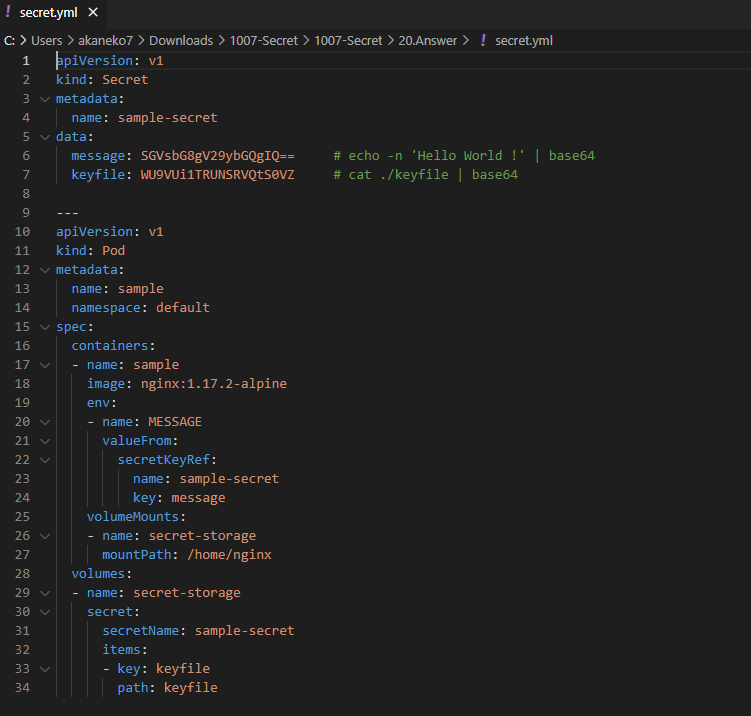 ! secret.yml ×
C: > Users > akaneko7 > Downloads > 1007-Secret > 1007-Secret > 20.Answer > ! secret.yml
1 apiVersion: v1
2 kind: Secret
3 metadata:
4   name: sample-secret
5 data:
6   message: SGVsbG8gV29ybGQgIQ==     # echo -n 'Hello World !' | base64
7   keyfile: WU9VUi1TRUNSRVQtS0VZ     # cat ./keyfile | base64
8
9 ---
10 apiVersion: v1
11 kind: Pod
12 metadata:
13   name: sample
14   namespace: default
15 spec:
16   containers:
17   - name: sample
18     image: nginx:1.17.2-alpine
19     env:
20     - name: MESSAGE
21       valueFrom:
22         secretKeyRef:
23           name: sample-secret
24           key: message
25     volumeMounts:
26     - name: secret-storage
27       mountPath: /home/nginx
28   volumes:
29   - name: secret-storage
30     secret:
31       secretName: sample-secret
32       items:
33       - key: keyfile
34         path: keyfile